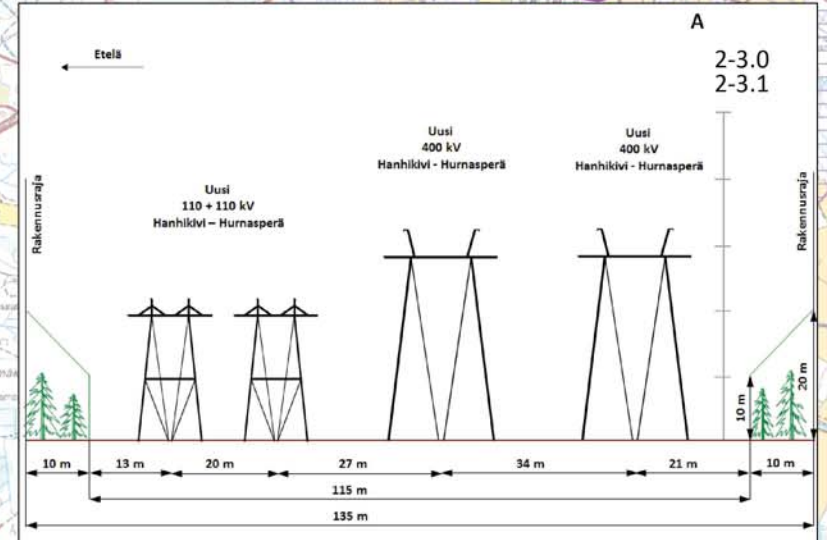 A
Etelä
2-3.0
2-3.1
Uusi
400 kV
Hanhikivi - Hurnasperä
Uusi
400 kV
Hanhikivi - Hurnasperä
Uusi
110 + 110 kV
Hanhikivi – Hurnasperä
Rakennusraja
Rakennusraja
20 m
10 m
10 m
13 m
20 m
27 m
34 m
21 m
10 m
115 m
135 m